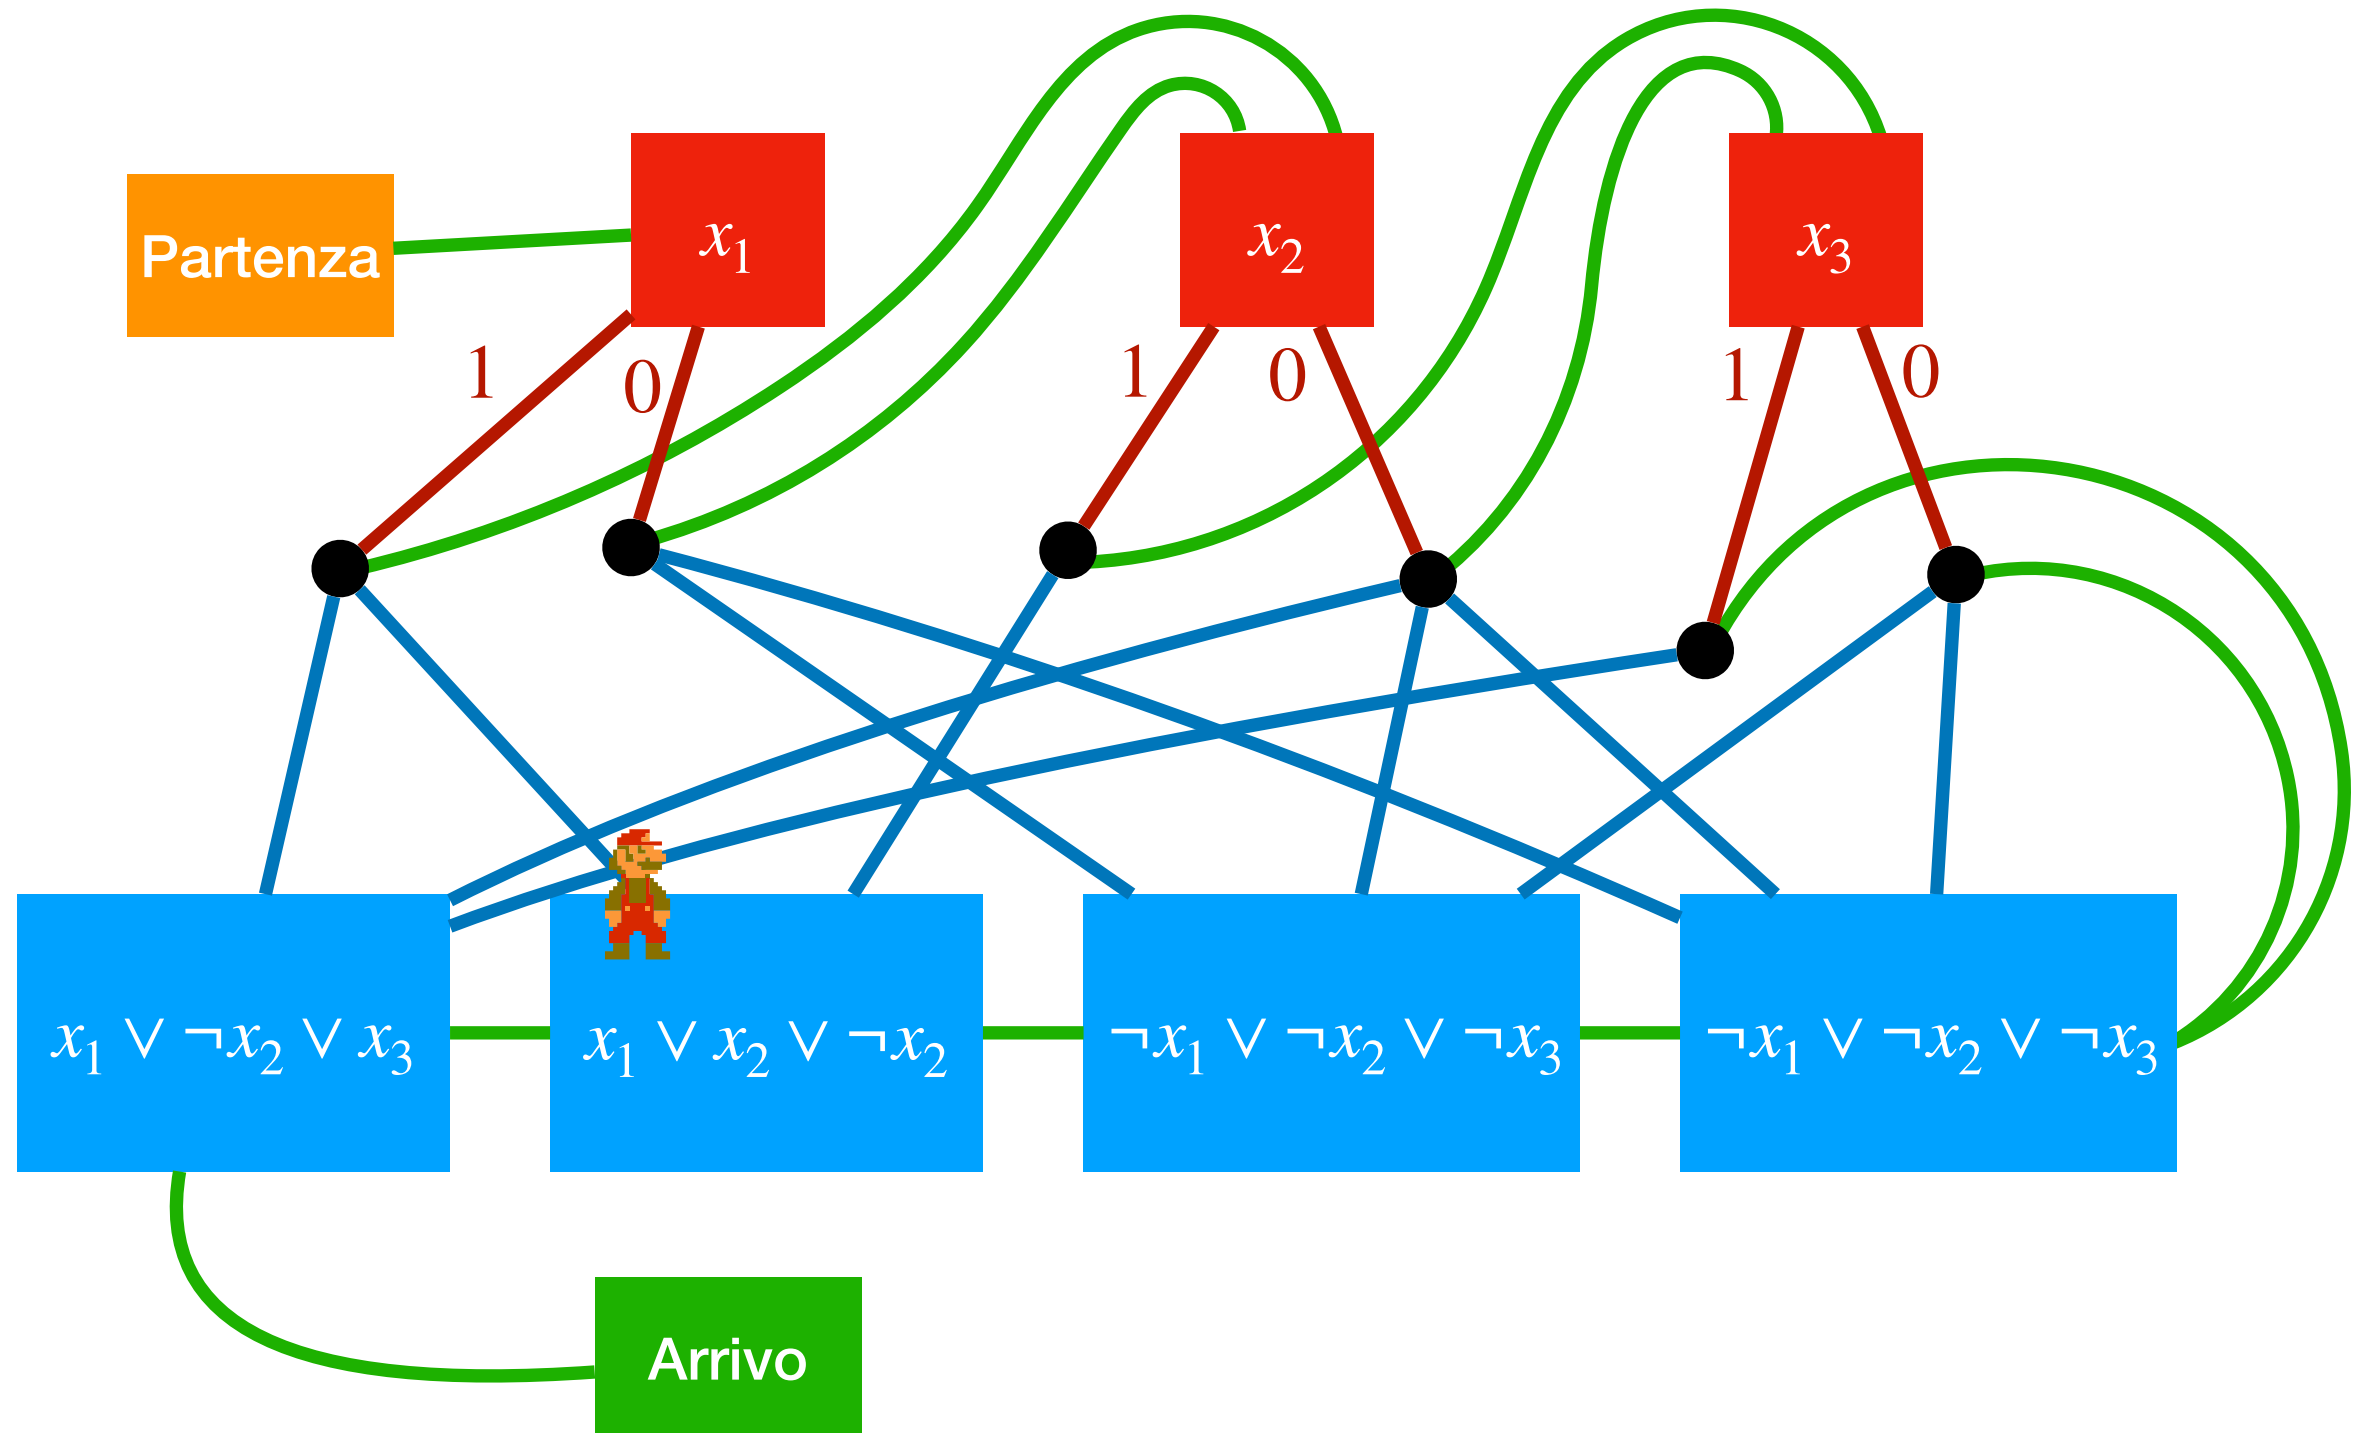 Partenza
x₁
x₂
x₃
1
0
1
0
1
0
x₁ ∨ ¬x₂ ∨ x₃
x₁ ∨ x₂ ∨ ¬x₂
¬x₁ ∨ ¬x₂ ∨ ¬x₃
¬x₁ ∨ ¬x₂ ∨ ¬x₃
Arrivo